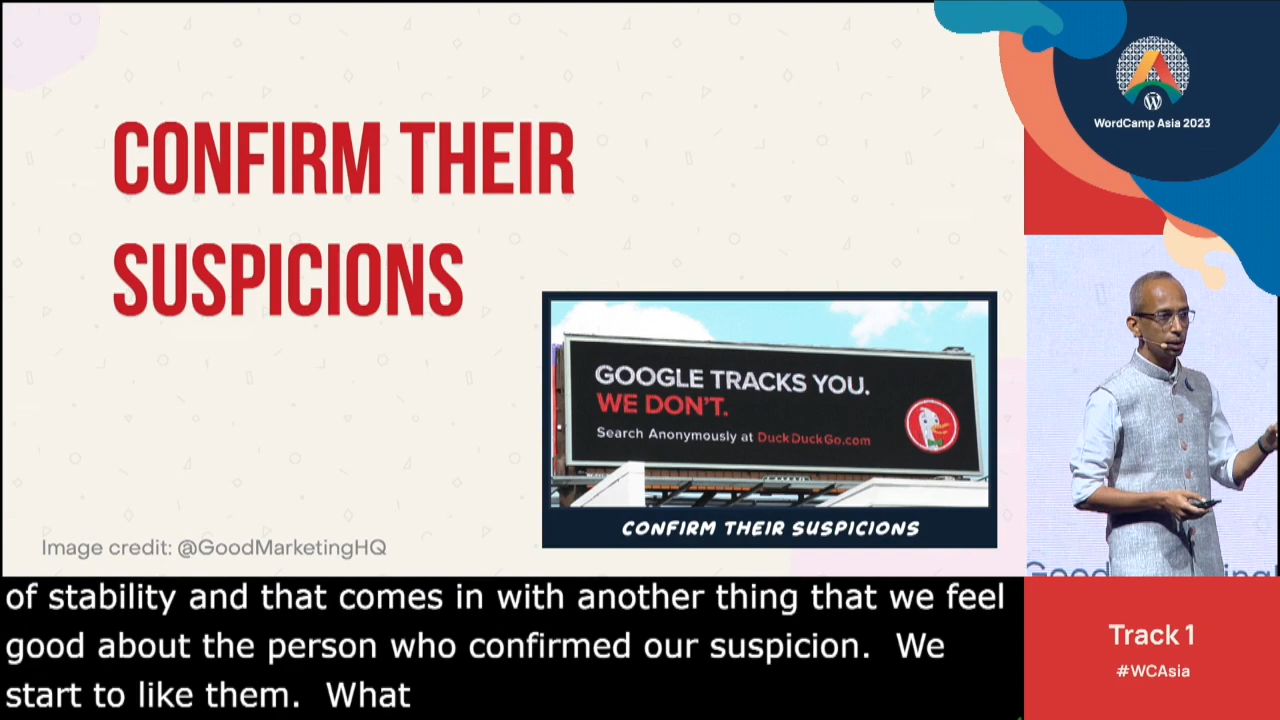 CONFIRM THEIR
SUSPICIONS
GOOGLE TRACKS YOU.
WE DON'T.
Search Anonymously at DuckDuckGo.com
CONFIRM THEIR SUSPICIONS
Image credit: @GoodMarketingHQ
of stability and that comes in with another thing that we feel
good about the person who confirmed our suspicion. We
start to like them. What
WordCamp Asia 2023
Track 1
#WCAsia